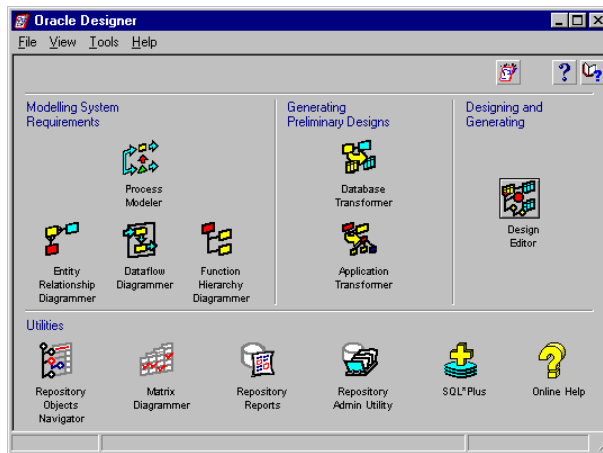 Oracle Designer
File View Tools Help
Modelling System
Requirements
Generating
Preliminary Designs
Designing and
Generating
Process
Modeler
Database
Transformer
Design
Editor
Entity
Relationship
Diagrammer
Dataflow
Diagrammer
Function
Hierarchy
Diagrammer
Application
Transformer
Utilities
Repository
Objects
Navigator
Matrix
Diagrammer
Repository
Reports
Repository
Admin Utility
SQL*Plus
Online Help